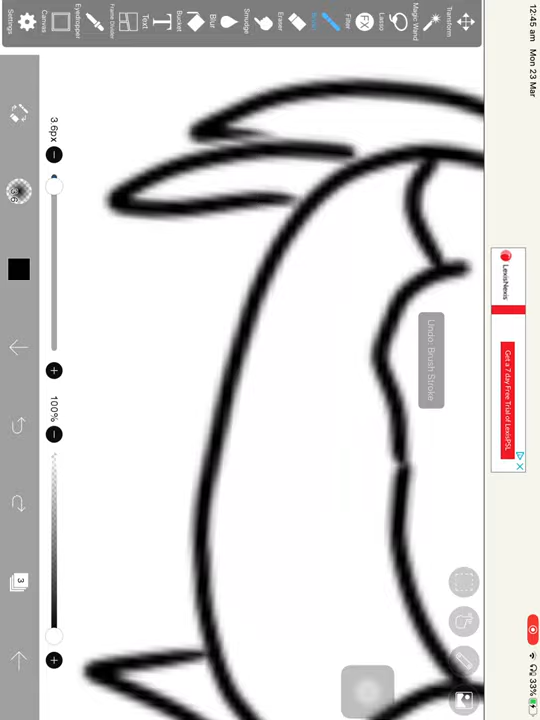 12:45 am Mon 23 Mar
33%
LexisNexis
Get a 7 day Free Trial of LexisPSL
Transform
Magic Wand
Lasso
FX
Filter
Eraser
Smudge
Blur
Bucket
Text
T
Frame Divider
Eyedropper
Canvas
Settings
Undo: Brush Stroke
3.6px
100%
3